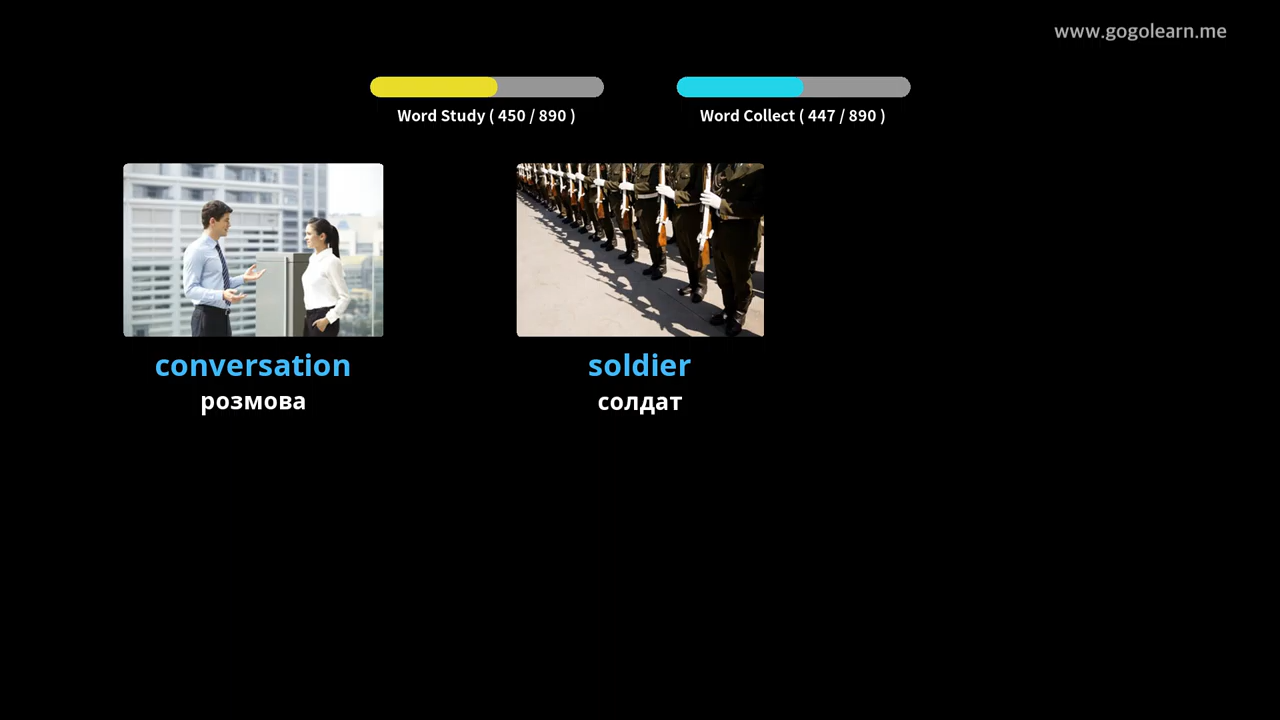 www.gogolearn.me
Word Study ( 450 / 890 )
Word Collect ( 447 / 890 )
conversation
розмова
soldier
солдат